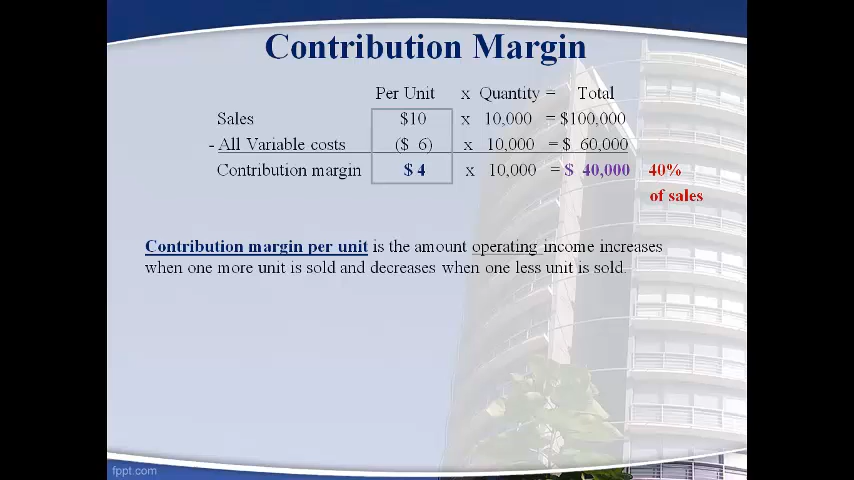 Contribution Margin
Per Unit x Quantity = Total
Sales $10 x 10,000 = $100,000
- All Variable costs ($ 6) x 10,000 = $ 60,000
Contribution margin $ 4 x 10,000 = $ 40,000 40%
of sales
Contribution margin per unit is the amount operating income increases
when one more unit is sold and decreases when one less unit is sold.
fppt.com